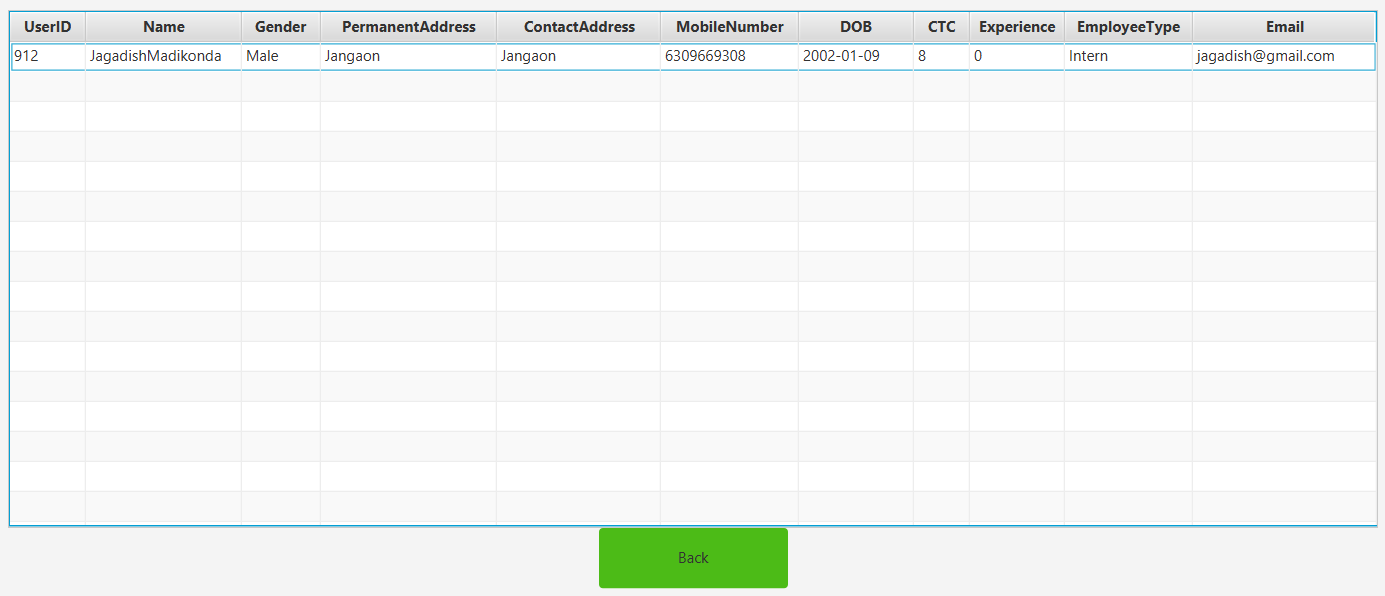 UserID Name Gender PermanentAddress ContactAddress MobileNumber DOB CTC Experience EmployeeType Email
912 JagadishMadikonda Male Jangaon Jangaon 6309669308 2002-01-09 8 0 Intern jagadish@gmail.com
Back